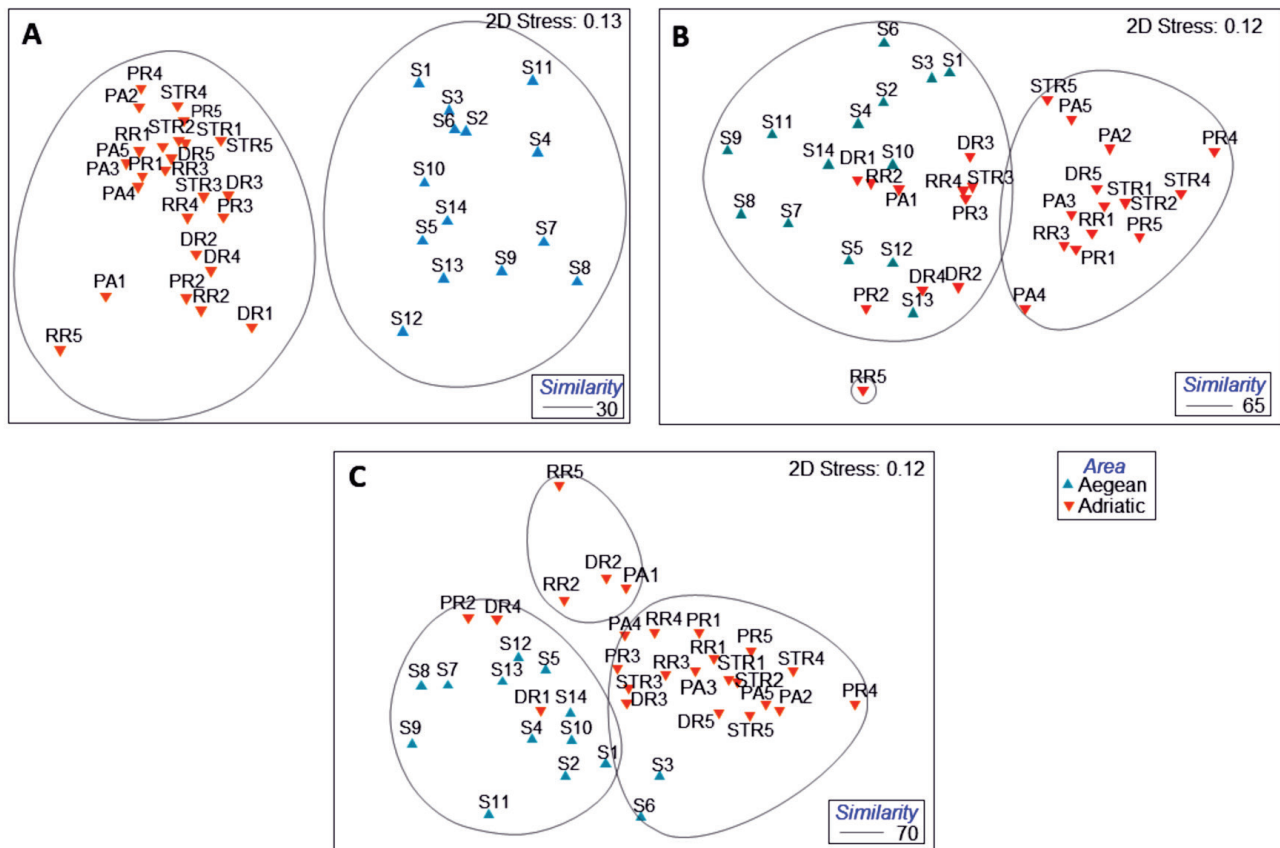 A
2D Stress: 0.13
PR4
PA2
STR4
PR5
RR1
STR2
STR1
PA5
STR5
PA3
PR1
DR5
RR3
PA4
STR3
DR3
RR4
PR3
DR2
DR4
PA1
PR2
RR2
DR1
RR5
S1
S11
S3
S6
S2
S4
S10
S14
S5
S7
S13
S9
S8
S12
Similarity
30
B
2D Stress: 0.12
S6
S3
S1
S2
S4
S11
S9
S14
DR1
S10
RR2
PA1
DR3
RR4
STR3
PR3
S8
S7
S5
S12
DR4
DR2
PR2
S13
RR5
STR5
PA5
PA2
PR4
DR5
STR1
STR4
STR2
PA3
RR1
RR3
PR5
PR1
PA4
Similarity
65
C
2D Stress: 0.12
RR5
DR2
PA1
RR2
PR2
DR4
S12
S5
S8
S7
S13
DR1
S14
S9
S4
S10
S1
S2
S11
PA4
RR4
PR1
PR5
PR3
RR3
RR1
STR1
STR4
STR3
PA3
STR2
DR3
PA5
PA2
PR4
DR5
STR5
S3
S6
Similarity
70
Area
Aegean
Adriatic